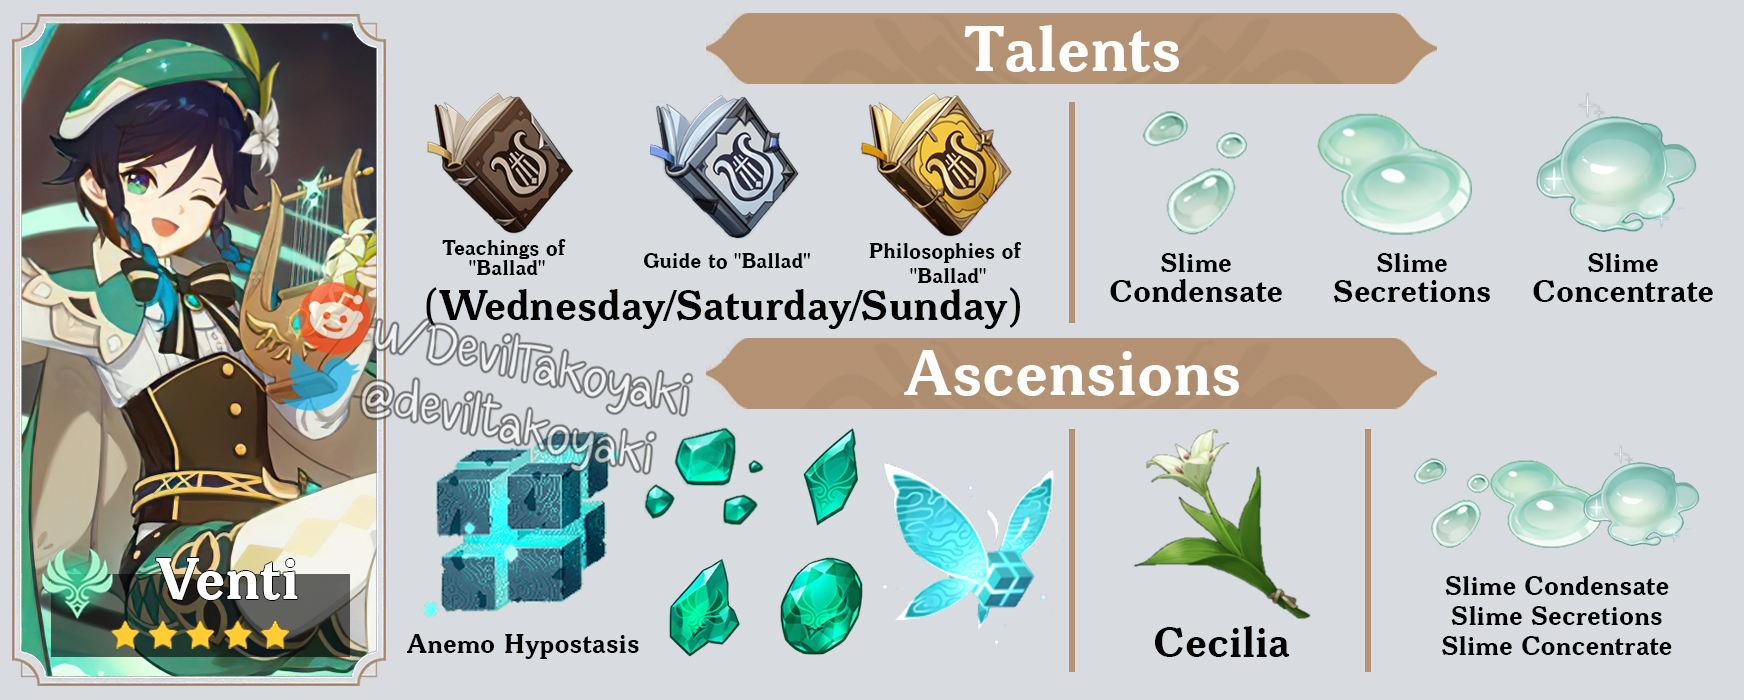 Talents
Teachings of
"Ballad"
Guide to "Ballad"
Philosophies of
"Ballad"
(Wednesday/Saturday/Sunday)
Slime
Condensate
Slime
Secretions
Slime
Concentrate
u/DevilTakoyaki
@deviltakoyaki
Ascensions
Venti
Anemo Hypostasis
Cecilia
Slime Condensate
Slime Secretions
Slime Concentrate